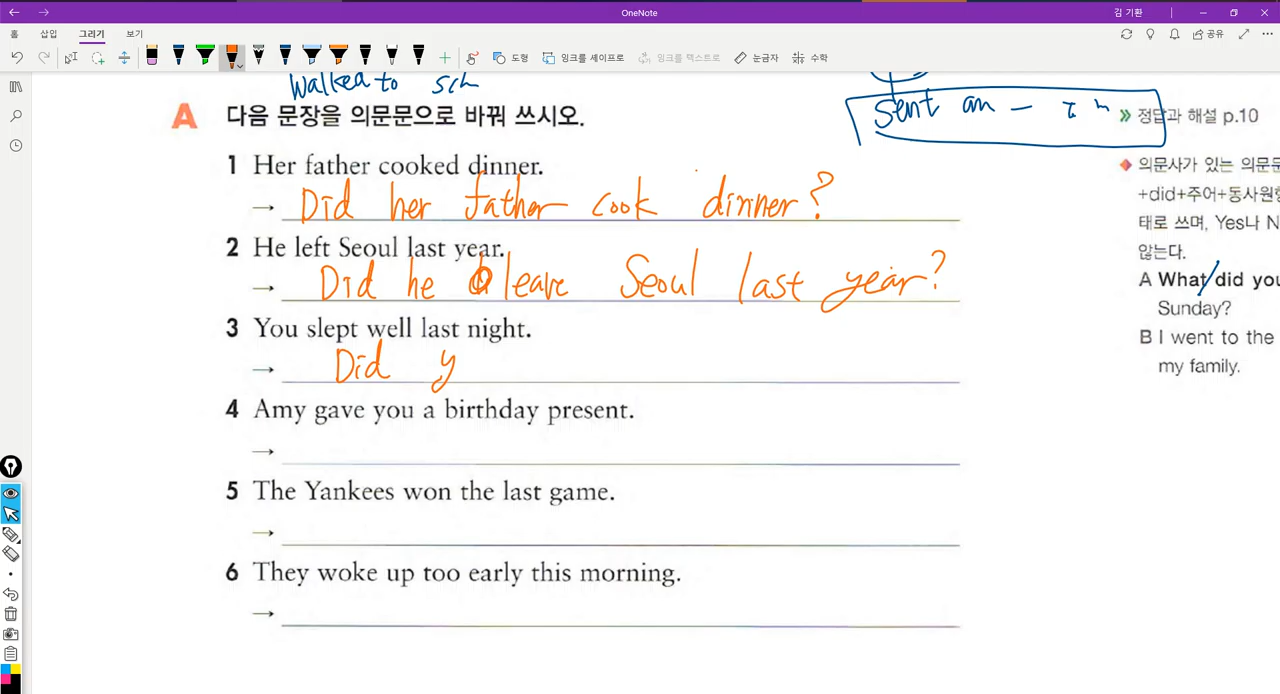 OneNote
김 기환
홈 삽입 그리기 보기
공유
도형 잉크를 셰이프로 잉크를 텍스트로 눈금자 수학
walked to sch
sent an
A 다음 문장을 의문문으로 바꿔 쓰시오.
1 Her father cooked dinner.
→ Did her father cook dinner?
2 He left Seoul last year.
→ Did he leave Seoul last year?
3 You slept well last night.
→ Did y
4 Amy gave you a birthday present.
→
5 The Yankees won the last game.
→
6 They woke up too early this morning.
→
정답과 해설 p.10
의문사가 있는 의문문
+did+주어+동사원형
태로 쓰며, Yes나 N
않는다.
A What/did you
Sunday?
B I went to the
my family.